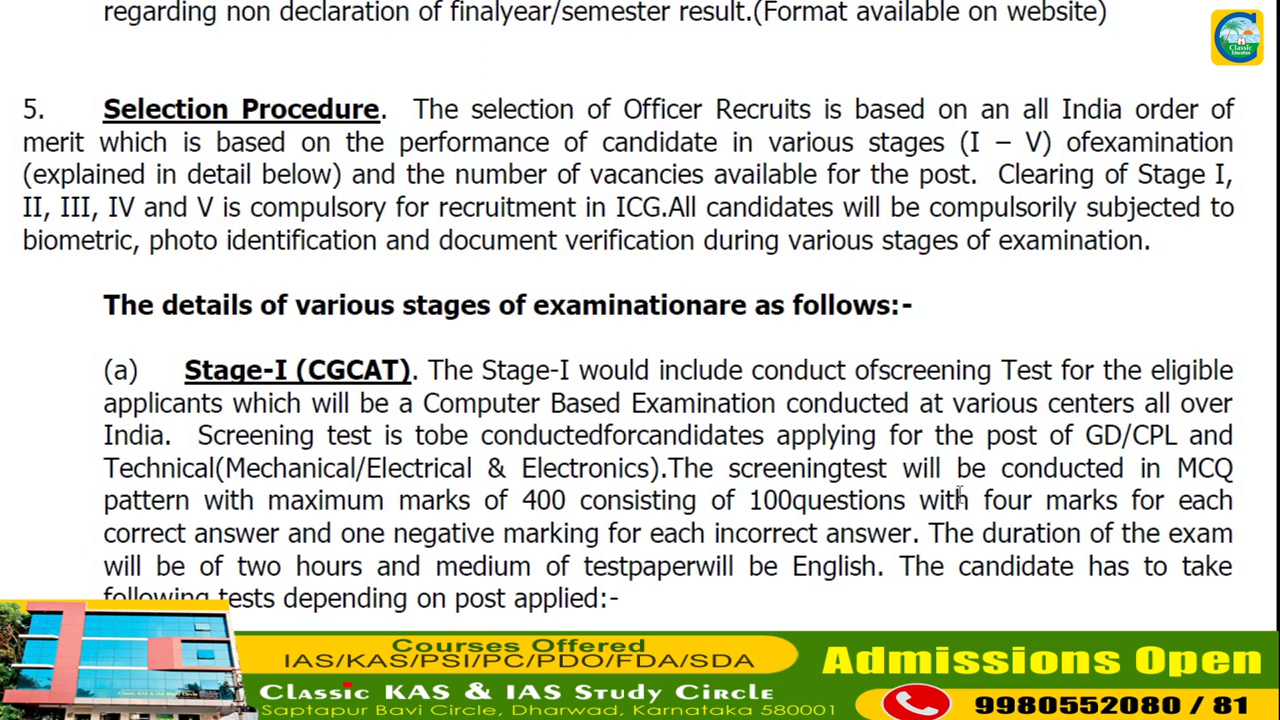 regarding non declaration of finalyear/semester result.(Format available on website)
Classic
Education
5. Selection Procedure. The selection of Officer Recruits is based on an all India order of
merit which is based on the performance of candidate in various stages (I – V) ofexamination
(explained in detail below) and the number of vacancies available for the post. Clearing of Stage I,
II, III, IV and V is compulsory for recruitment in ICG.All candidates will be compulsorily subjected to
biometric, photo identification and document verification during various stages of examination.
The details of various stages of examinationare as follows:-
(a) Stage-I (CGCAT). The Stage-I would include conduct ofscreening Test for the eligible
applicants which will be a Computer Based Examination conducted at various centers all over
India. Screening test is tobe conductedforcandidates applying for the post of GD/CPL and
Technical(Mechanical/Electrical & Electronics).The screeningtest will be conducted in MCQ
pattern with maximum marks of 400 consisting of 100questions with four marks for each
correct answer and one negative marking for each incorrect answer. The duration of the exam
will be of two hours and medium of testpaperwill be English. The candidate has to take
following tests depending on post applied:-
Courses Offered
IAS/KAS/PSI/PC/PDO/FDA/SDA
Classic KAS & IAS Study Circle
Saptapur Bavi Circle, Dharwad, Karnataka 580001
Admissions Open
9980552080 / 81